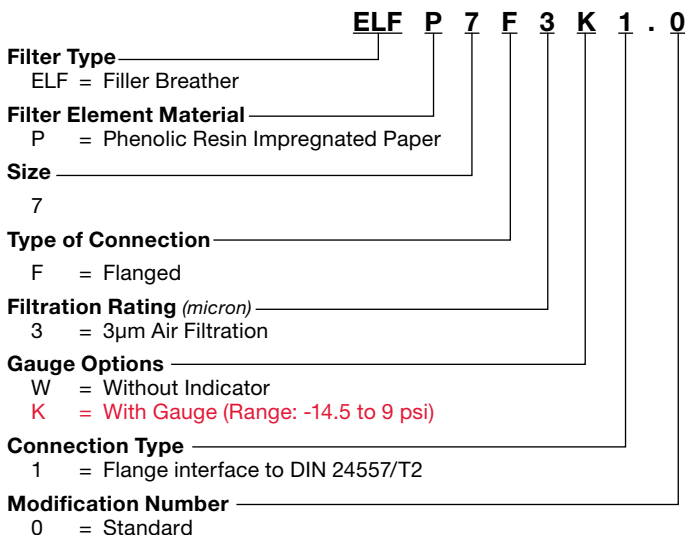 ELF P 7 F 3 K 1 . 0
Filter Type
ELF = Filler Breather
Filter Element Material
P = Phenolic Resin Impregnated Paper
Size
7
Type of Connection
F = Flanged
Filtration Rating (micron)
3 = 3µm Air Filtration
Gauge Options
W = Without Indicator
K = With Gauge (Range: -14.5 to 9 psi)
Connection Type
1 = Flange interface to DIN 24557/T2
Modification Number
0 = Standard